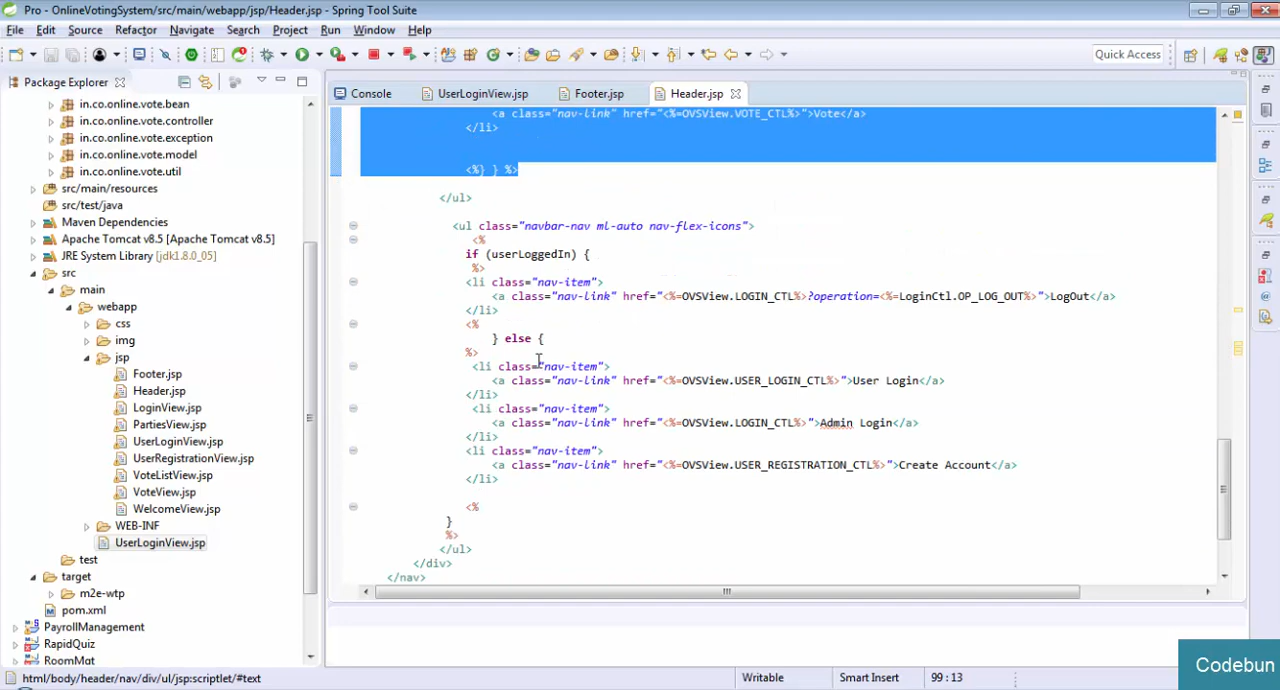 Pro - OnlineVotingSystem/src/main/webapp/jsp/Header.jsp - Spring Tool Suite
File Edit Source Refactor Navigate Search Project Run Window Help
Quick Access
Package Explorer
in.co.online.vote.bean
in.co.online.vote.controller
in.co.online.vote.exception
in.co.online.vote.model
in.co.online.vote.util
src/main/resources
src/test/java
Maven Dependencies
Apache Tomcat v8.5 [Apache Tomcat v8.5]
JRE System Library [jdk1.8.0_05]
src
main
webapp
css
img
jsp
Footer.jsp
Header.jsp
LoginView.jsp
PartiesView.jsp
UserLoginView.jsp
UserRegistrationView.jsp
VoteListView.jsp
VoteView.jsp
WelcomeView.jsp
WEB-INF
UserLoginView.jsp
test
target
m2e-wtp
pom.xml
PayrollManagement
RapidQuiz
RoomMat
Console UserLoginView.jsp Footer.jsp Header.jsp
<a class="nav-link" href="<%=OVSView.VOTE_CTL%>">Vote</a>
</li>
<%} } %>
</ul>
<ul class="navbar-nav ml-auto nav-flex-icons">
<%
if (userLoggedIn) {
%>
<li class="nav-item">
<a class="nav-link" href="<%=OVSView.LOGIN_CTL%>?operation=<%=LoginCtl.OP_LOG_OUT%>">LogOut</a>
</li>
<%
} else {
%>
<li class="nav-item">
<a class="nav-link" href="<%=OVSView.USER_LOGIN_CTL%>">User Login</a>
</li>
<li class="nav-item">
<a class="nav-link" href="<%=OVSView.LOGIN_CTL%>">Admin Login</a>
</li>
<li class="nav-item">
<a class="nav-link" href="<%=OVSView.USER_REGISTRATION_CTL%>">Create Account</a>
</li>
<%
}
%>
</ul>
</div>
</nav>
html/body/header/nav/div/ul/jsp:scriptlet/#text
Writable Smart Insert 99 : 13
Codebun